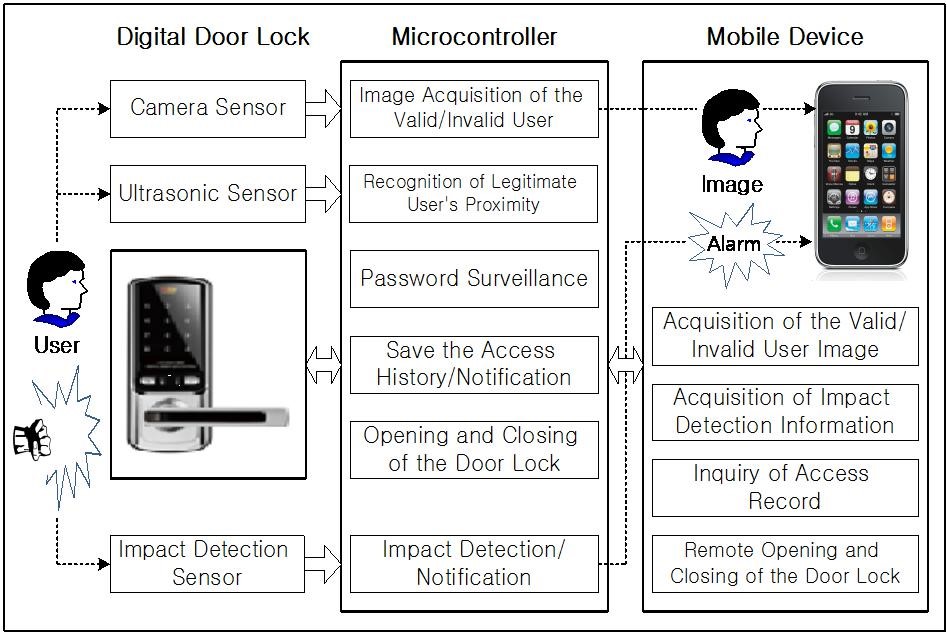 Digital Door Lock
Microcontroller
Mobile Device
Camera Sensor
Image Acquisition of the
Valid/Invalid User
Image
Ultrasonic Sensor
Recognition of Legitimate
User's Proximity
Alarm
User
Password Surveillance
Save the Access
History/Notification
Opening and Closing
of the Door Lock
Impact Detection
Sensor
Impact Detection/
Notification
Acquisition of the Valid/
Invalid User Image
Acquisition of Impact
Detection Information
Inquiry of Access
Record
Remote Opening and
Closing of the Door Lock